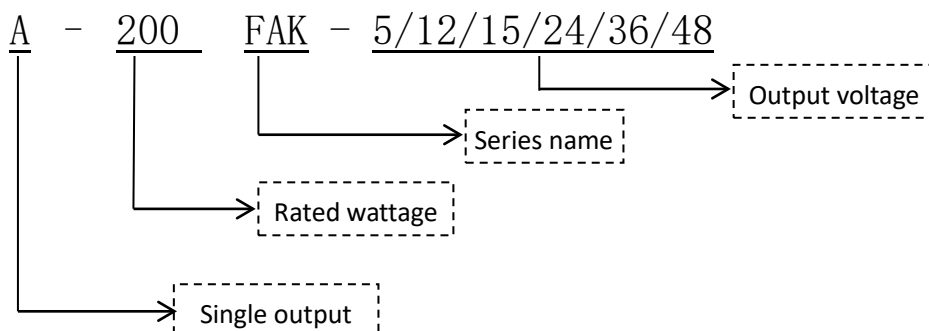 A - 200 FAK - 5/12/15/24/36/48
Output voltage
Series name
Rated wattage
Single output